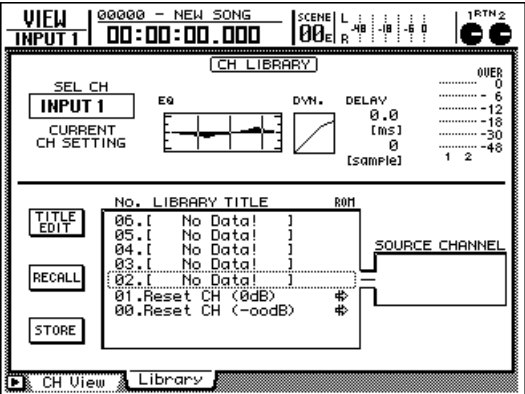 VIEW
INPUT 1
00000 - NEW SONG
00:00:00.000
SCENE
00E
L
R -48 -18 -6 0
1RTN2
CH LIBRARY
SEL CH
INPUT 1
CURRENT
CH SETTING
EQ
DYN.
DELAY
0.0
[ms]
0
[sample]
OVER
0
- 6
-12
-18
-30
-48
1 2
TITLE
EDIT
RECALL
STORE
No. LIBRARY TITLE ROM
06.[ No Data! ]
05.[ No Data! ]
04.[ No Data! ]
03.[ No Data! ]
02.[ No Data! ]
01.Reset CH (0dB)
00.Reset CH (-oodB)
SOURCE CHANNEL
CH View
Library